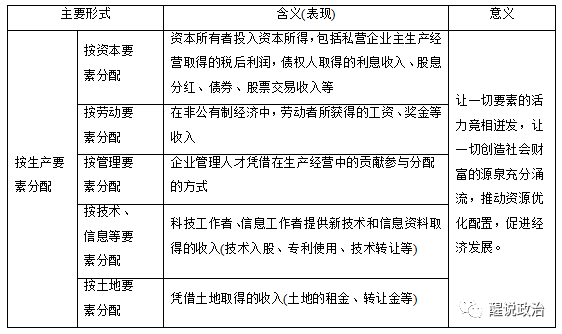 主要形式
含义(表现)
意义
按生产要
素分配
按资本要
素分配
资本所有者投入资本所得，包括私营企业主生产经
营取得的税后利润，债权人取得的利息收入、股息
分红、债券、股票交易收入等
按劳动要
素分配
在非公有制经济中，劳动者所获得的工资、奖金等
收入
按管理要
素分配
企业管理人才凭借在生产经营中的贡献参与分配
的方式
按技术、
信息等要
素分配
科技工作者、信息工作者提供新技术和信息资料取
得的收入(技术入股、专利使用、技术转让等)
按土地要
素分配
凭借土地取得的收入(土地的租金、转让金等)
让一切要素的活
力竞相迸发，让
一切创造社会财
富的源泉充分涌
流，推动资源优
化配置，促进经
济发展。
醒说政治